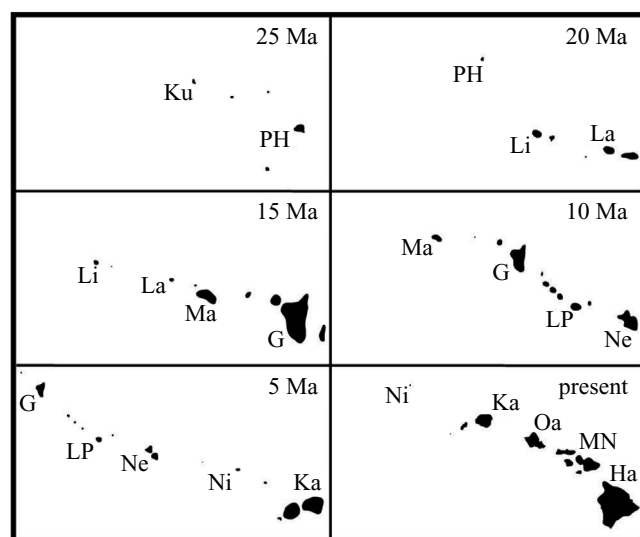 25 Ma
Ku
PH
20 Ma
PH
Li
La
15 Ma
Li
La
Ma
G
10 Ma
Ma
G
LP
Ne
5 Ma
G
LP
Ne
Ni
Ka
present
Ni
Ka
Oa
MN
Ha